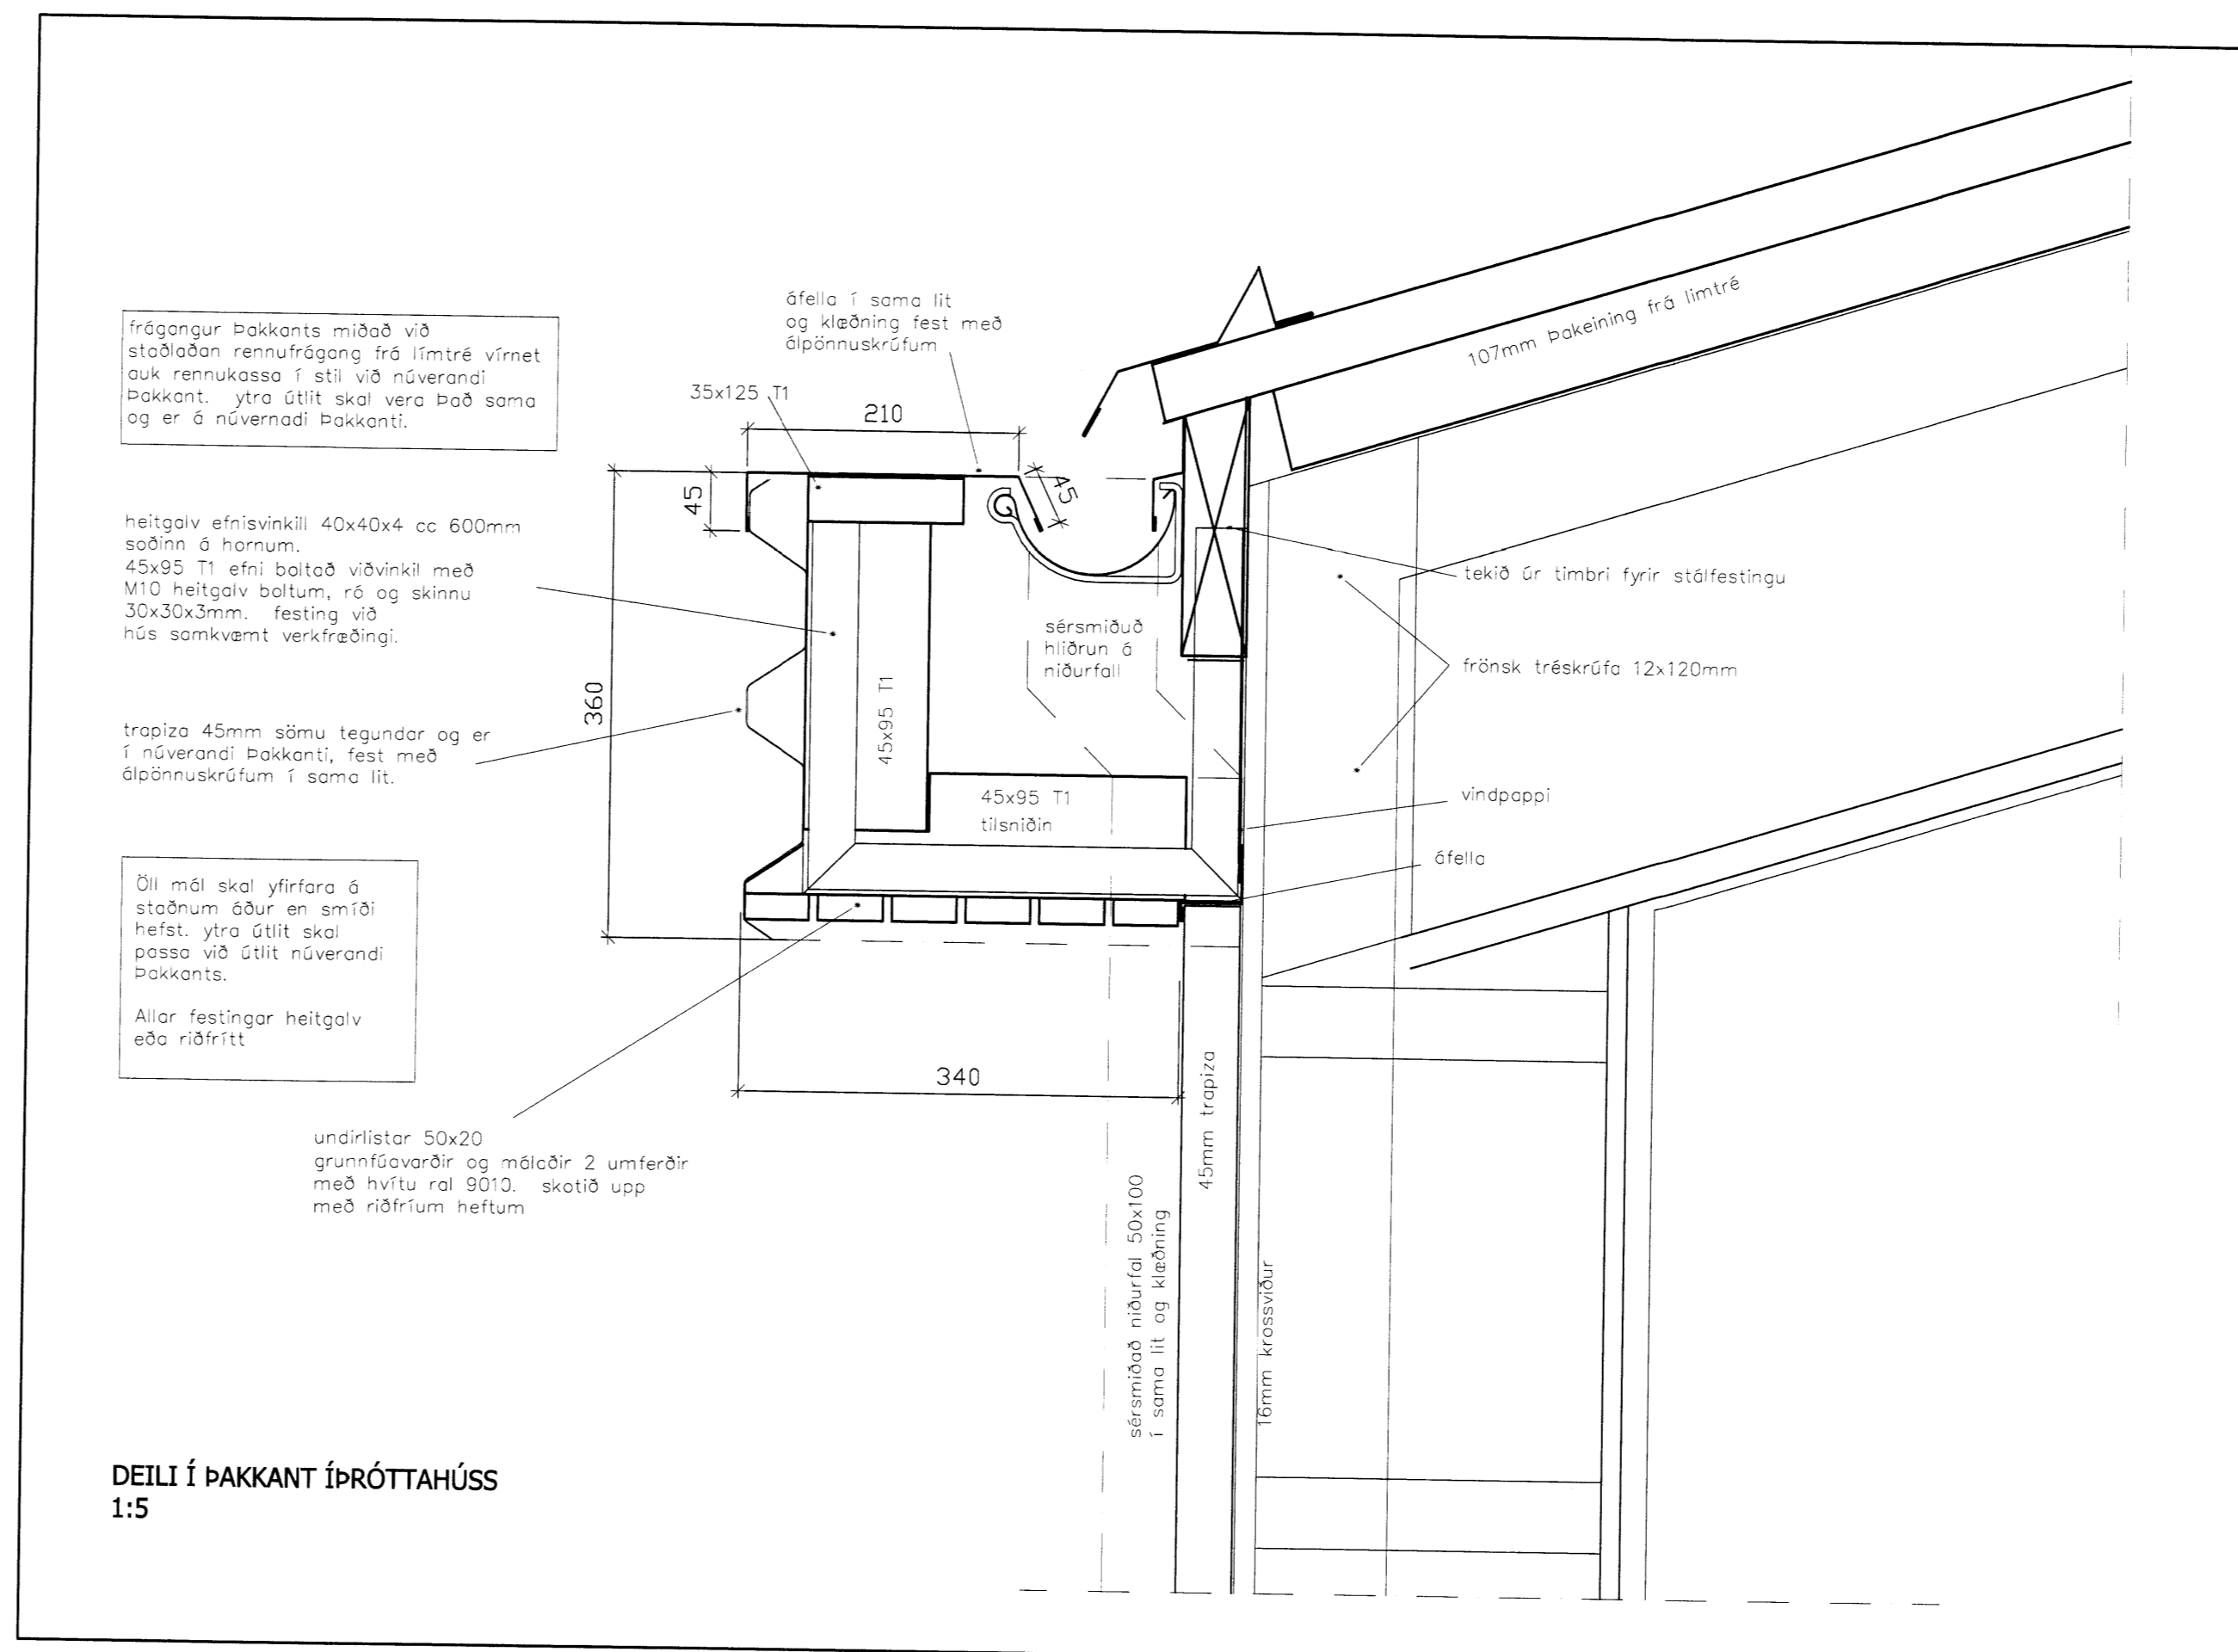 frágangur Þakkants miðað við
staðlaðan rennufrágang frá límtré vírnet
auk rennukassa í stil við núverandi
Þakkant. ytra útlit skal vera Það sama
og er á núvernadi Þakkanti.
heitgalv efnisvinkill 40x40x4 cc 600mm
soðinn á hornum.
45x95 T1 efni boltað viðvinkil með
M10 heitgalv boltum, ró og skinnu
30x30x3mm. festing við
hús samkvæmt verkfræðingi.
trapiza 45mm sömu tegundar og er
í núverandi Þakkanti, fest með
álpönnuskrúfum í sama lit.
Öll mál skal yfirfara á
staðnum áður en smíði
hefst. ytra útlit skal
passa við útlit núverandi
Þakkants.
Allar festingar heitgalv
eða riðfrítt
undirlistar 50x20
grunnfúavarðir og málaðir 2 umferðir
með hvítu ral 9010. skotið upp
með riðfríum heftum
áfella í sama lit
og klæðning fest með
álpönnuskrúfum
35x125 T1
210
45
45
360
45x95 T1
45x95 T1
tilsniðin
sérsmiðuð
hliðrun á
niðurfall
340
107mm Þakeining frá limtré
tekið úr timbri fyrir stálfestingu
frönsk tréskrúfa 12x120mm
vindpappi
áfella
45mm trapiza
sérsmiðað niðurfal 50x100
í sama lit og klæðning
16mm krossviður
DEILI Í ÞAKKANT ÍÞRÓTTAHÚSS
1:5